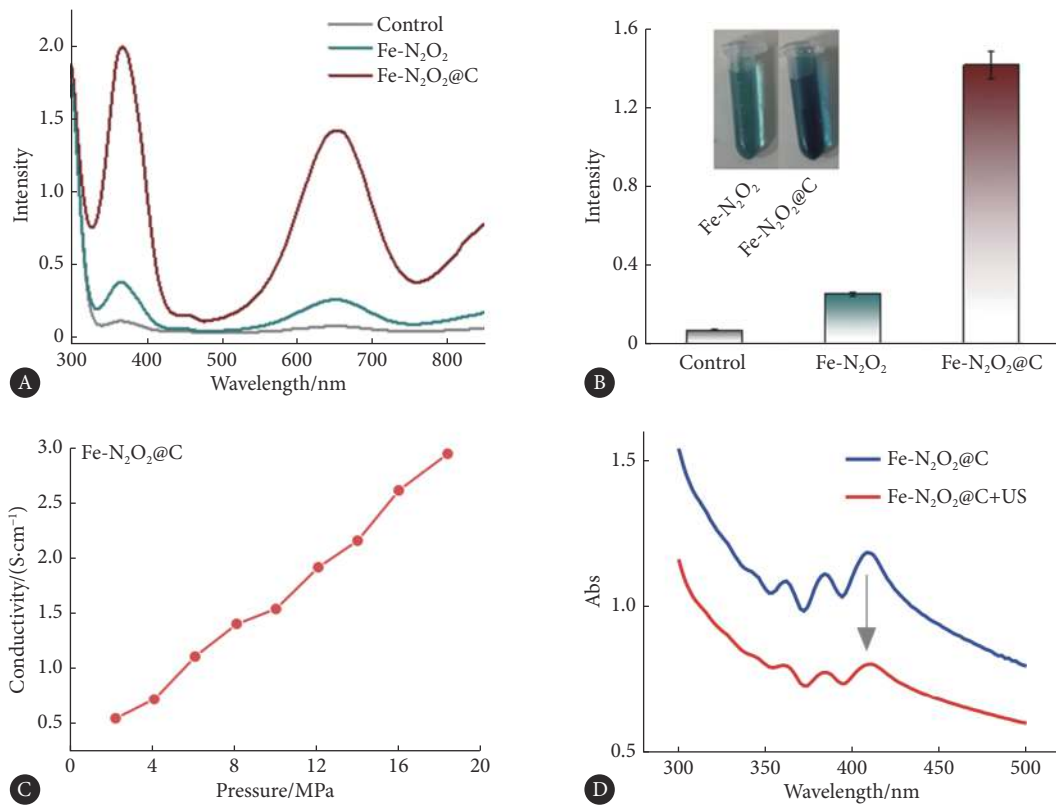 Control
Fe-N₂O₂
Fe-N₂O₂@C
2.0
1.5
1.0
0.5
0
Intensity
300 400 500 600 700 800
Wavelength/nm
A
1.6
1.2
0.8
0.4
0
Intensity
Fe-N₂O₂
Fe-N₂O₂@C
Control Fe-N₂O₂ Fe-N₂O₂@C
B
Fe-N₂O₂@C
3.0
2.5
2.0
1.5
1.0
0.5
Conductivity/(S·cm⁻¹)
0 4 8 12 16 20
Pressure/MPa
C
Fe-N₂O₂@C
Fe-N₂O₂@C+US
1.5
1.0
0.5
Abs
300 350 400 450 500
Wavelength/nm
D